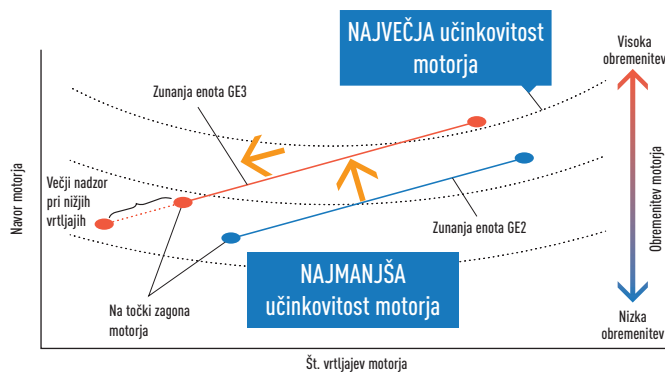 NAJVEČJA učinkovitost
motorja
Visoka
obremenitev
Zunanja enota GE3
Večji nadzor
pri nižjih
vrtljajih
Navor motorja
Zunanja enota GE2
Obremenitev motorja
NAJMANJŠA
učinkovitost motorja
Na točki zagona
motorja
Nizka
obremenitev
Št. vrtljajev motorja